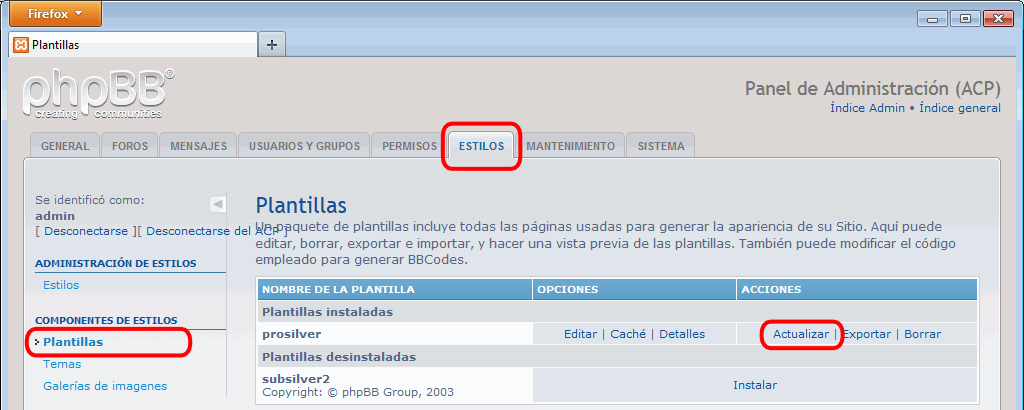 Firefox
Plantillas
phpBB®
creating communities
Panel de Administración (ACP)
Índice Admin • Índice general
GENERAL FOROS MENSAJES USUARIOS Y GRUPOS PERMISOS ESTILOS MANTENIMIENTO SISTEMA
Se identificó como:
admin
[ Desconectarse ][ Desconectarse del ACP ]
ADMINISTRACIÓN DE ESTILOS
Estilos
COMPONENTES DE ESTILOS
Plantillas
Temas
Galerías de imagenes
Plantillas
Un paquete de plantillas incluye todas las páginas usadas para generar la apariencia de su Sitio. Aquí puede
editar, borrar, exportar e importar, y hacer una vista previa de las plantillas. También puede modificar el código
empleado para generar BBCodes.
NOMBRE DE LA PLANTILLA OPCIONES ACCIONES
Plantillas instaladas
prosilver Editar | Caché | Detalles Actualizar | Exportar | Borrar
Plantillas desinstaladas
subsilver2
Copyright: © phpBB Group, 2003
Instalar